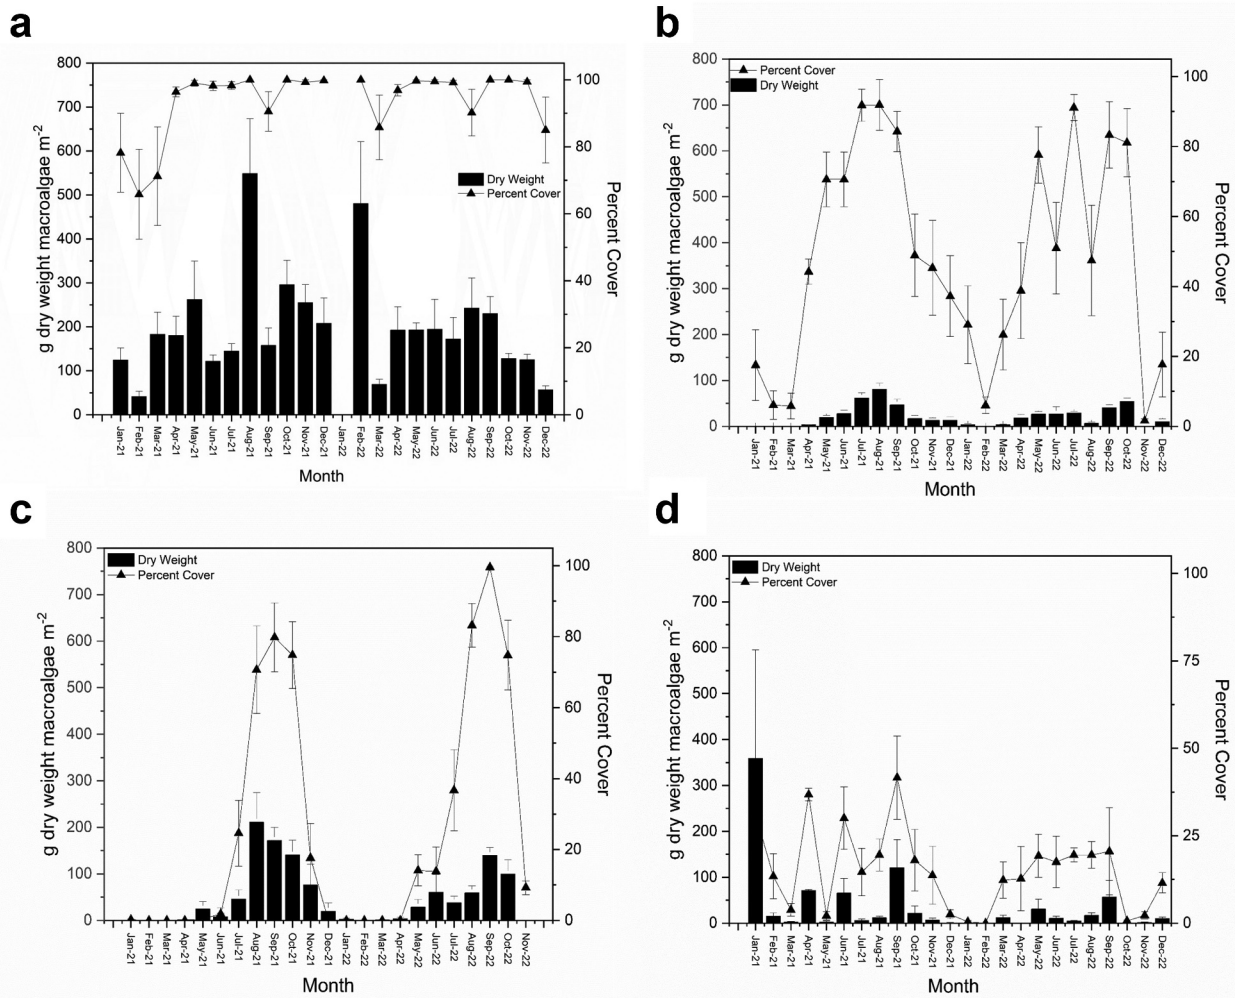 a
800
700
600
500
400
300
200
100
0
g dry weight macroalgae m-2
100
80
60
40
20
0
Percent Cover
Dry Weight
Percent Cover
Jan-21
Feb-21
Mar-21
Apr-21
May-21
Jun-21
Jul-21
Aug-21
Sep-21
Oct-21
Nov-21
Dec-21
Jan-22
Feb-22
Mar-22
Apr-22
May-22
Jun-22
Jul-22
Aug-22
Sep-22
Oct-22
Nov-22
Dec-22
Month
b
800
700
600
500
400
300
200
100
0
g dry weight macroalgae m-2
Percent Cover
Dry Weight
100
80
60
40
20
0
Percent Cover
Jan-21
Feb-21
Mar-21
Apr-21
May-21
Jun-21
Jul-21
Aug-21
Sep-21
Oct-21
Nov-21
Dec-21
Jan-22
Feb-22
Mar-22
Apr-22
May-22
Jun-22
Jul-22
Aug-22
Sep-22
Oct-22
Nov-22
Dec-22
Month
c
800
700
600
500
400
300
200
100
0
g dry weight macroalgae m-2
Dry Weight
Percent Cover
100
80
60
40
20
0
Percent Cover
Jan-21
Feb-21
Mar-21
Apr-21
May-21
Jun-21
Jul-21
Aug-21
Sep-21
Oct-21
Nov-21
Dec-21
Jan-22
Feb-22
Mar-22
Apr-22
May-22
Jun-22
Jul-22
Aug-22
Sep-22
Oct-22
Nov-22
Month
d
800
700
600
500
400
300
200
100
0
g dry weight macroalgae m-2
Dry Weight
Percent Cover
100
75
50
25
0
Percent Cover
Jan-21
Feb-21
Mar-21
Apr-21
May-21
Jun-21
Jul-21
Aug-21
Sep-21
Oct-21
Nov-21
Dec-21
Jan-22
Feb-22
Mar-22
Apr-22
May-22
Jun-22
Jul-22
Aug-22
Sep-22
Oct-22
Nov-22
Dec-22
Month